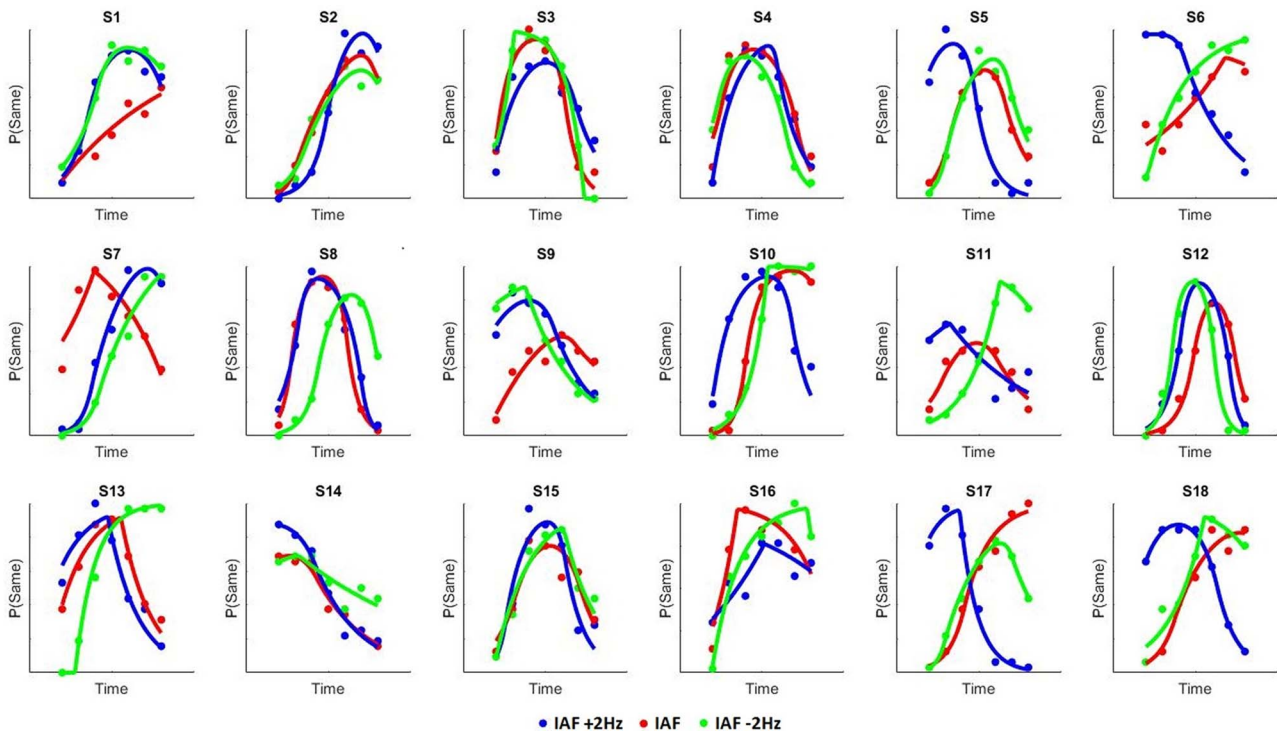 S1 S2 S3 S4 S5 S6
P(Same) P(Same) P(Same) P(Same) P(Same) P(Same)
Time Time Time Time Time Time
S7 S8 S9 S10 S11 S12
P(Same) P(Same) P(Same) P(Same) P(Same) P(Same)
Time Time Time Time Time Time
S13 S14 S15 S16 S17 S18
P(Same) P(Same) P(Same) P(Same) P(Same) P(Same)
Time Time Time Time Time Time
IAF +2Hz IAF IAF -2Hz